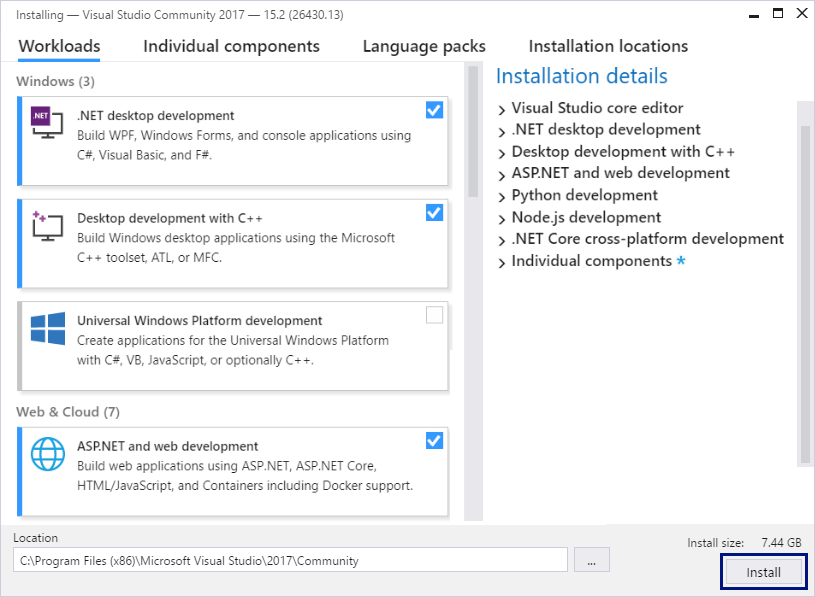 Installing — Visual Studio Community 2017 — 15.2 (26430.13)
Workloads Individual components Language packs Installation locations
Windows (3)
.NET
.NET desktop development
Build WPF, Windows Forms, and console applications using
C#, Visual Basic, and F#.
Desktop development with C++
Build Windows desktop applications using the Microsoft
C++ toolset, ATL, or MFC.
Universal Windows Platform development
Create applications for the Universal Windows Platform
with C#, VB, JavaScript, or optionally C++.
Web & Cloud (7)
ASP.NET and web development
Build web applications using ASP.NET, ASP.NET Core,
HTML/JavaScript, and Containers including Docker support.
Installation details
Visual Studio core editor
.NET desktop development
Desktop development with C++
ASP.NET and web development
Python development
Node.js development
.NET Core cross-platform development
Individual components *
Location
C:\Program Files (x86)\Microsoft Visual Studio\2017\Community
...
Install size: 7.44 GB
Install